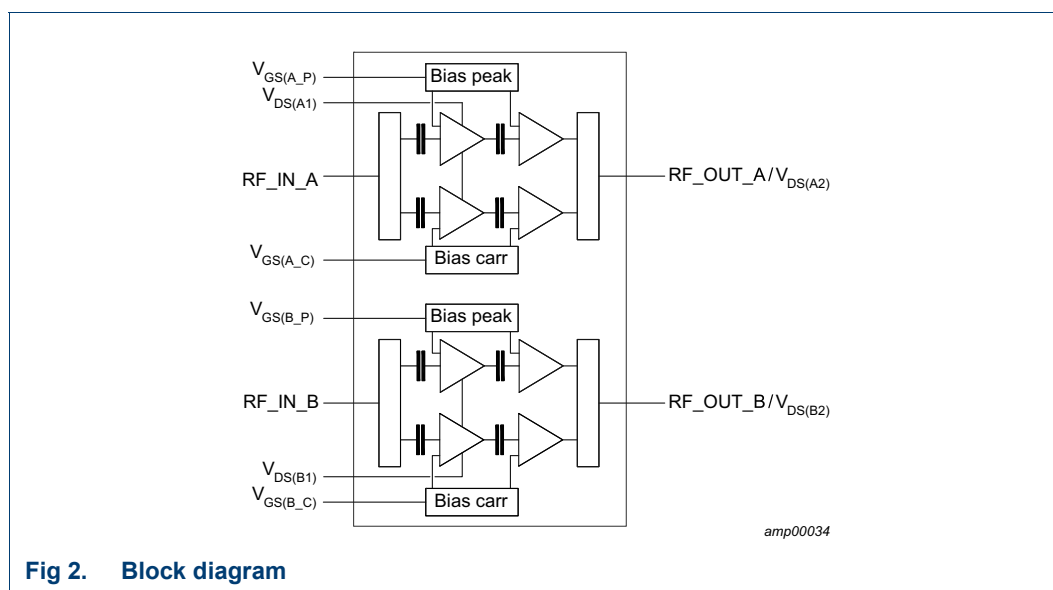 V_GS(A_P)
Bias peak
V_DS(A1)
RF_IN_A
RF_OUT_A/V_DS(A2)
V_GS(A_C)
Bias carr
V_GS(B_P)
Bias peak
RF_IN_B
RF_OUT_B/V_DS(B2)
V_DS(B1)
V_GS(B_C)
Bias carr
amp00034
Fig 2. Block diagram